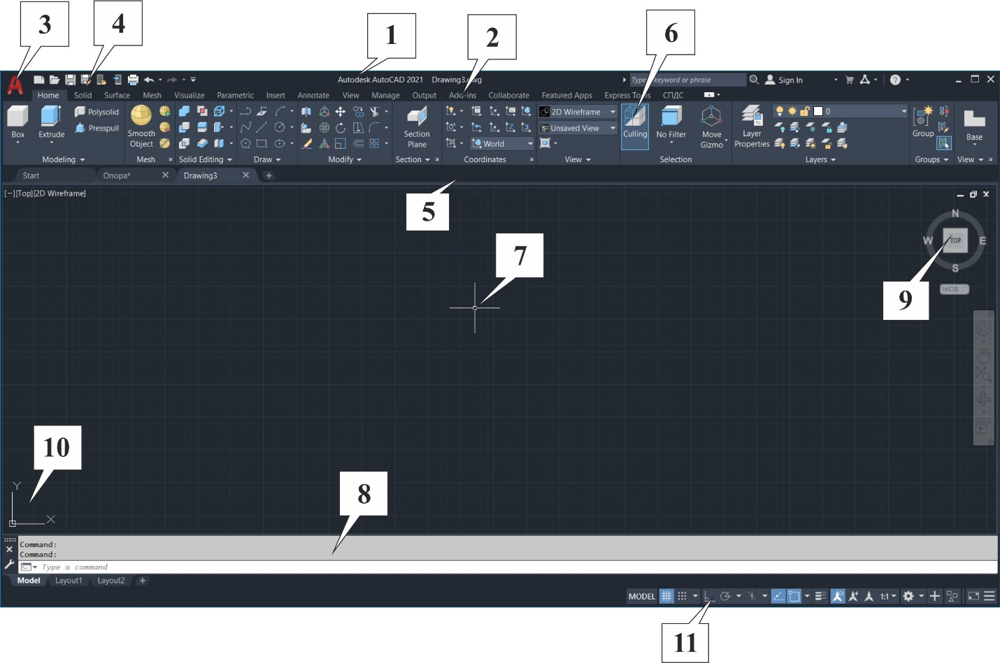 3
4
1
2
6
Autodesk AutoCAD 2021 Drawing3.dwg
Type a keyword or phrase
Sign In
Home Solid Surface Mesh Visualize Parametric Insert Annotate View Manage Output Add-ins Collaborate Featured Apps Express Tools СПДС
Box
Extrude
Polysolid
Presspull
Modeling
Smooth
Object
Mesh
Solid Editing
Draw
Modify
Section
Plane
Section
World
Coordinates
2D Wireframe
Unsaved View
View
Culling
No Filter
Move
Gizmo
Selection
Layer
Properties
0
Layers
Group
Groups
Base
View
Start Опора* Drawing3
[−][Top][2D Wireframe]
5
7
N
W TOP E
S
WCS
9
10
8
Y
X
Command:
Command:
Type a command
Model Layout1 Layout2
MODEL 1:1
11